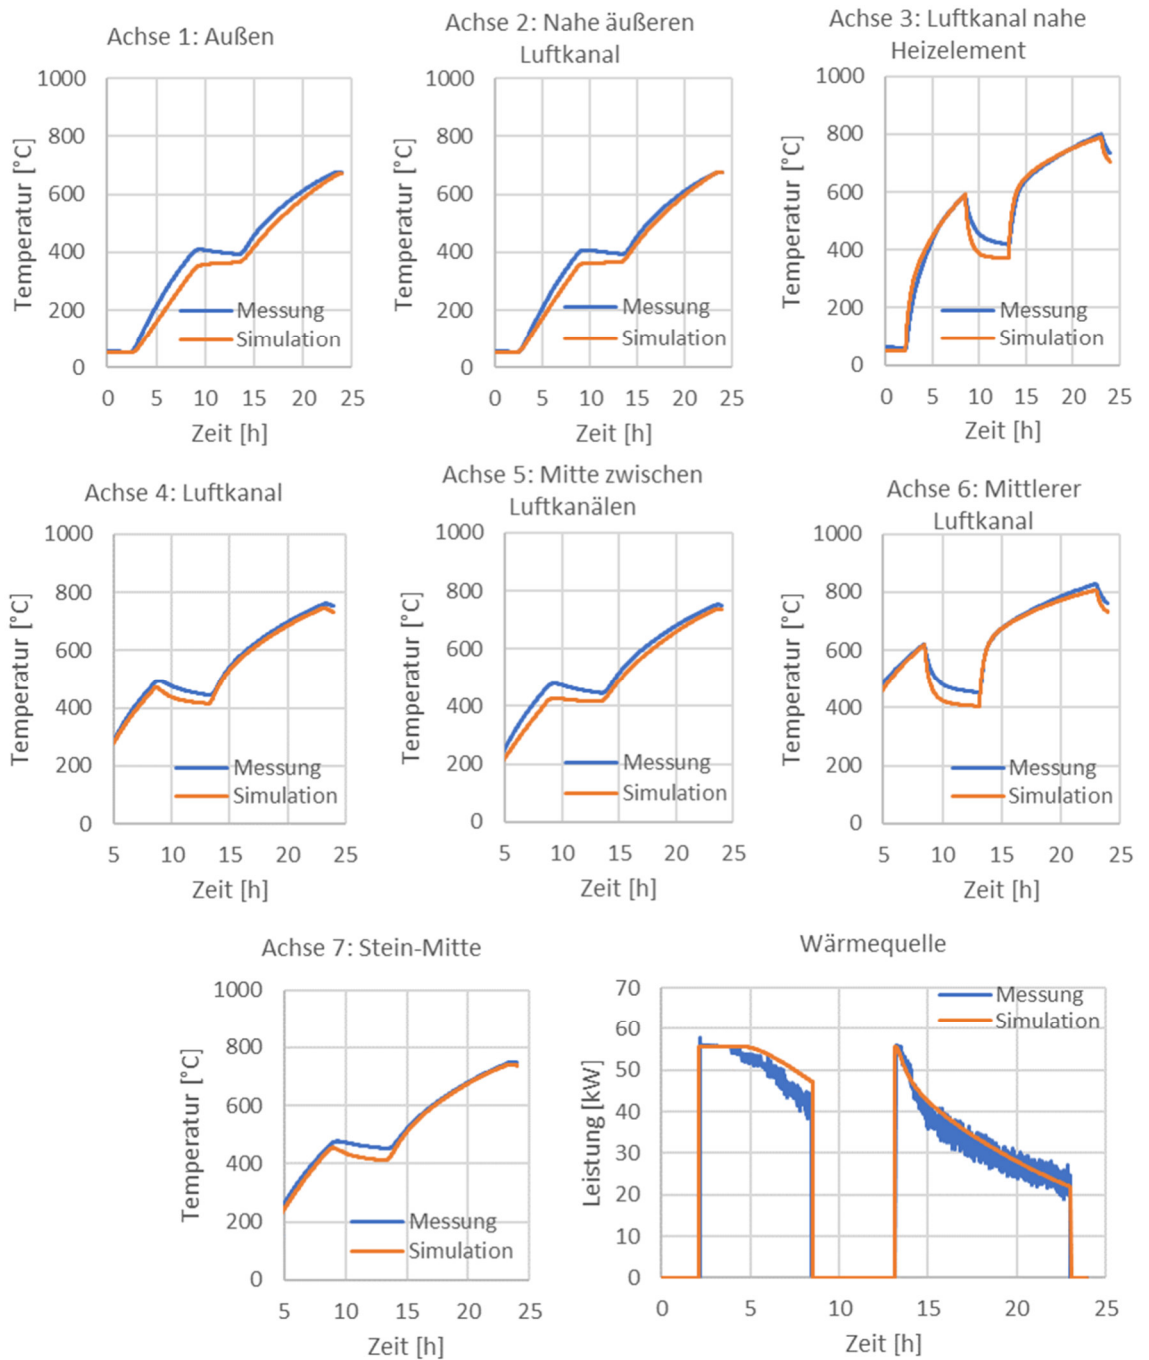 Achse 1: Außen
1000
800
600
400
200
0
Temperatur [°C]
Messung
Simulation
0 5 10 15 20 25
Zeit [h]
Achse 2: Nahe äußeren
Luftkanal
1000
800
600
400
200
0
Temperatur [°C]
Messung
Simulation
0 5 10 15 20 25
Zeit [h]
Achse 3: Luftkanal nahe
Heizelement
1000
800
600
400
200
0
Temperatur [°C]
Messung
Simulation
0 5 10 15 20 25
Zeit [h]
Achse 4: Luftkanal
1000
800
600
400
200
0
Temperatur [°C]
Messung
Simulation
5 10 15 20 25
Zeit [h]
Achse 5: Mitte zwischen
Luftkanälen
1000
800
600
400
200
0
Temperatur [°C]
Messung
Simulation
5 10 15 20 25
Zeit [h]
Achse 6: Mittlerer
Luftkanal
1000
800
600
400
200
0
Temperatur [°C]
Messung
Simulation
5 10 15 20 25
Zeit [h]
Achse 7: Stein-Mitte
1000
800
600
400
200
0
Temperatur [°C]
Messung
Simulation
5 10 15 20 25
Zeit [h]
Wärmequelle
70
60
50
40
30
20
10
0
Leistung [kW]
Messung
Simulation
0 5 10 15 20 25
Zeit [h]